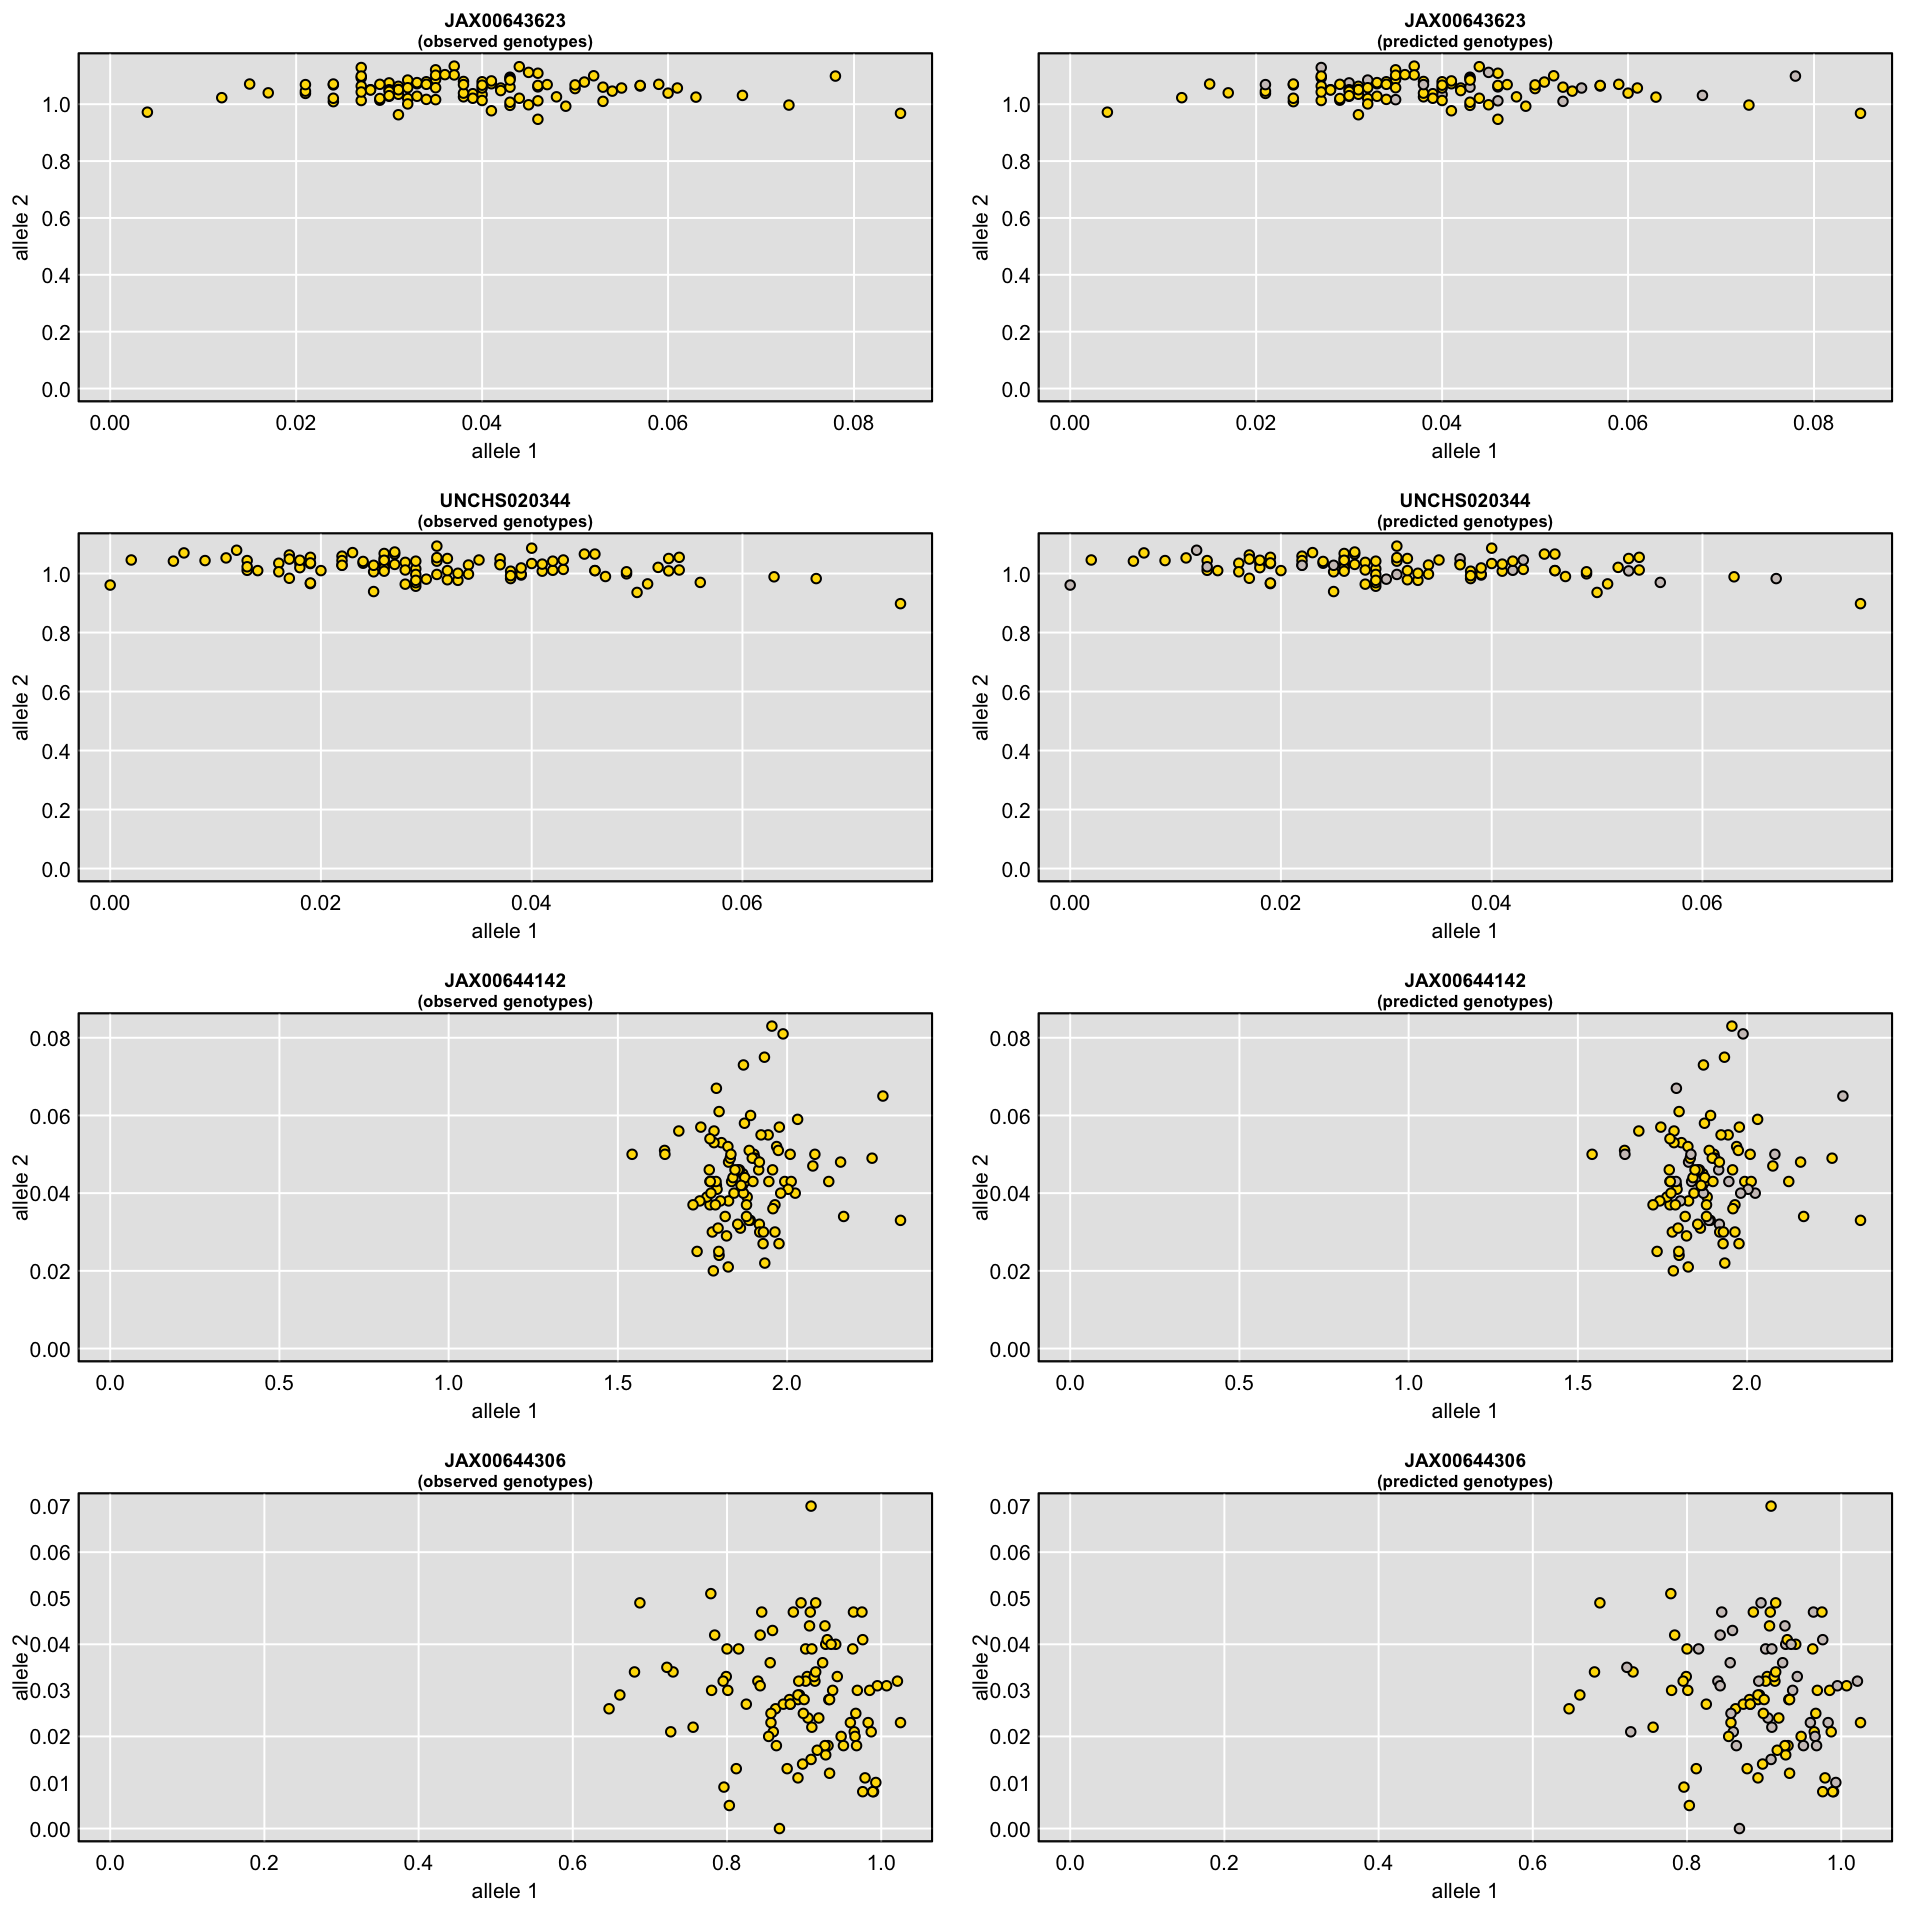 JAX00643623
(observed genotypes)
allele 2
1.0
0.8
0.6
0.4
0.2
0.0
0.00 0.02 0.04 0.06 0.08
allele 1
JAX00643623
(predicted genotypes)
allele 2
1.0
0.8
0.6
0.4
0.2
0.0
0.00 0.02 0.04 0.06 0.08
allele 1
UNCHS020344
(observed genotypes)
allele 2
1.0
0.8
0.6
0.4
0.2
0.0
0.00 0.02 0.04 0.06
allele 1
UNCHS020344
(predicted genotypes)
allele 2
1.0
0.8
0.6
0.4
0.2
0.0
0.00 0.02 0.04 0.06
allele 1
JAX00644142
(observed genotypes)
allele 2
0.08
0.06
0.04
0.02
0.00
0.0 0.5 1.0 1.5 2.0
allele 1
JAX00644142
(predicted genotypes)
allele 2
0.08
0.06
0.04
0.02
0.00
0.0 0.5 1.0 1.5 2.0
allele 1
JAX00644306
(observed genotypes)
allele 2
0.07
0.06
0.05
0.04
0.03
0.02
0.01
0.00
0.0 0.2 0.4 0.6 0.8 1.0
allele 1
JAX00644306
(predicted genotypes)
allele 2
0.07
0.06
0.05
0.04
0.03
0.02
0.01
0.00
0.0 0.2 0.4 0.6 0.8 1.0
allele 1